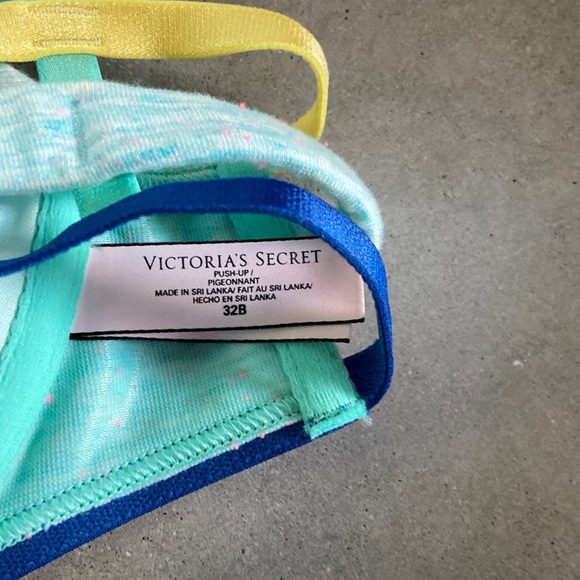 VICTORIA'S SECRET
PUSH-UP /
PIGEONNANT
MADE IN SRI LANKA/ FAIT AU SRI LANKA/
HECHO EN SRI LANKA
32B